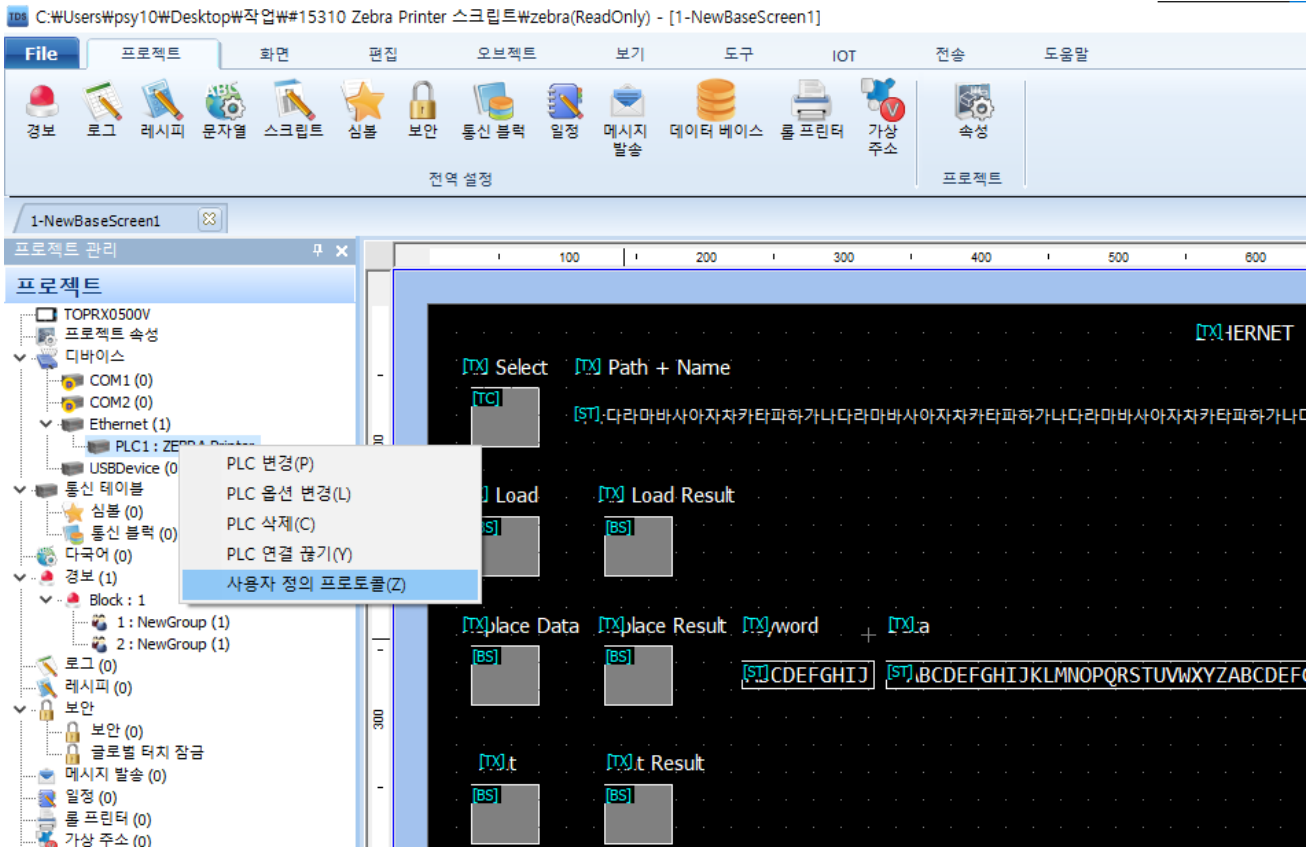 TDS C:₩Users₩psy10₩Desktop₩작업₩#15310 Zebra Printer 스크립트₩zebra(ReadOnly) - [1-NewBaseScreen1]
File 프로젝트 화면 편집 오브젝트 보기 도구 IOT 전송 도움말
경보 로그 레시피 문자열 스크립트 심볼 보안 통신 블럭 일정 메시지 발송 데이터 베이스 롤 프린터 가상 주소 속성
전역 설정 프로젝트
1-NewBaseScreen1
프로젝트 관리
프로젝트
TOPRX0500V
프로젝트 속성
디바이스
COM1 (0)
COM2 (0)
Ethernet (1)
PLC1 : ZEBRA Printer
USBDevice (0
통신 테이블
심볼 (0)
통신 블럭 (0)
다국어 (0)
경보 (1)
Block : 1
1 : NewGroup (1)
2 : NewGroup (1)
로그 (0)
레시피 (0)
보안
보안 (0)
글로벌 터치 잠금
메시지 발송 (0)
일정 (0)
롤 프린터 (0)
가상 주소 (0)
PLC 변경(P)
PLC 옵션 변경(L)
PLC 삭제(C)
PLC 연결 끊기(Y)
사용자 정의 프로토콜(Z)
100 200 300 400 500 600
300
[TX] HERNET
[TX] Select [TX] Path + Name
[TC]
[ST] 다라마바사아자차카타파하가나다라마바사아자차카타파하가나다라마바사아자차카타파하가나다
Load [TX] Load Result
[BS]
[TX] place Data [TX] place Result [TX] yword [TX] a
[BS] [BS] [ST] CDEFGHIJ [ST] ABCDEFGHIJKLMNOPQRSTUVWXYZABCDEFG
[TX] t [TX] t Result
[BS] [BS]